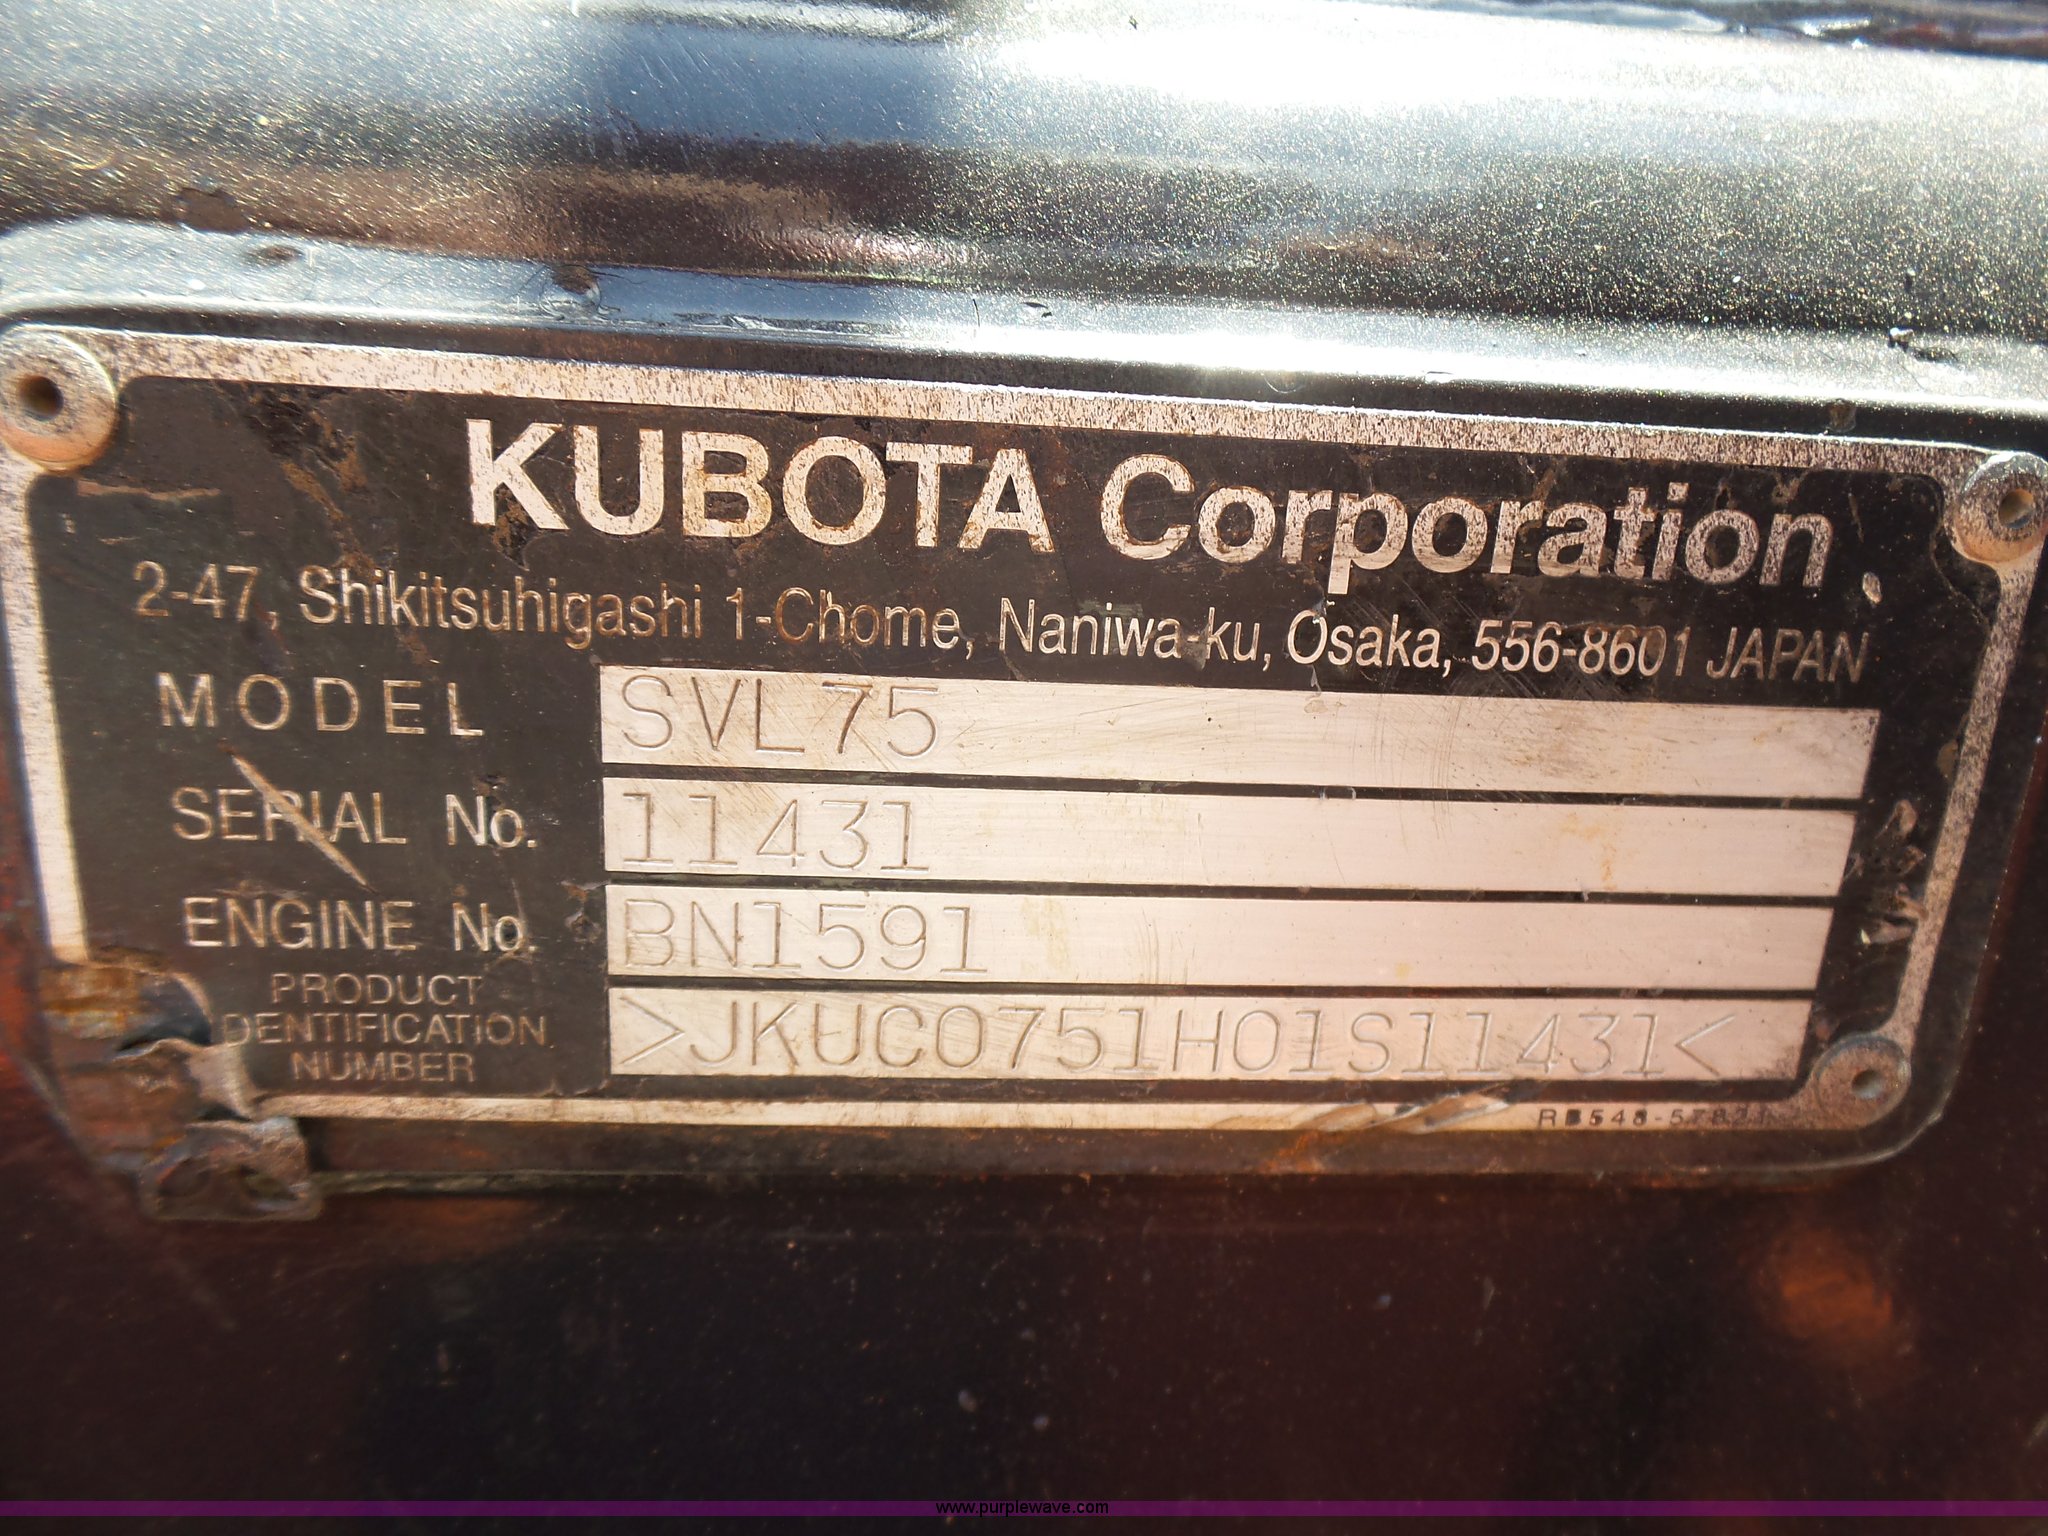 KUBOTA Corporation
2-47, Shikitsuhigashi 1-Chome, Naniwa-ku, Osaka, 556-8601 JAPAN
MODEL SVL75
SERIAL No. 11431
ENGINE No. BN1591
PRODUCT
IDENTIFICATION
NUMBER
>JKUC0751H01S11431<
www.purplewave.com